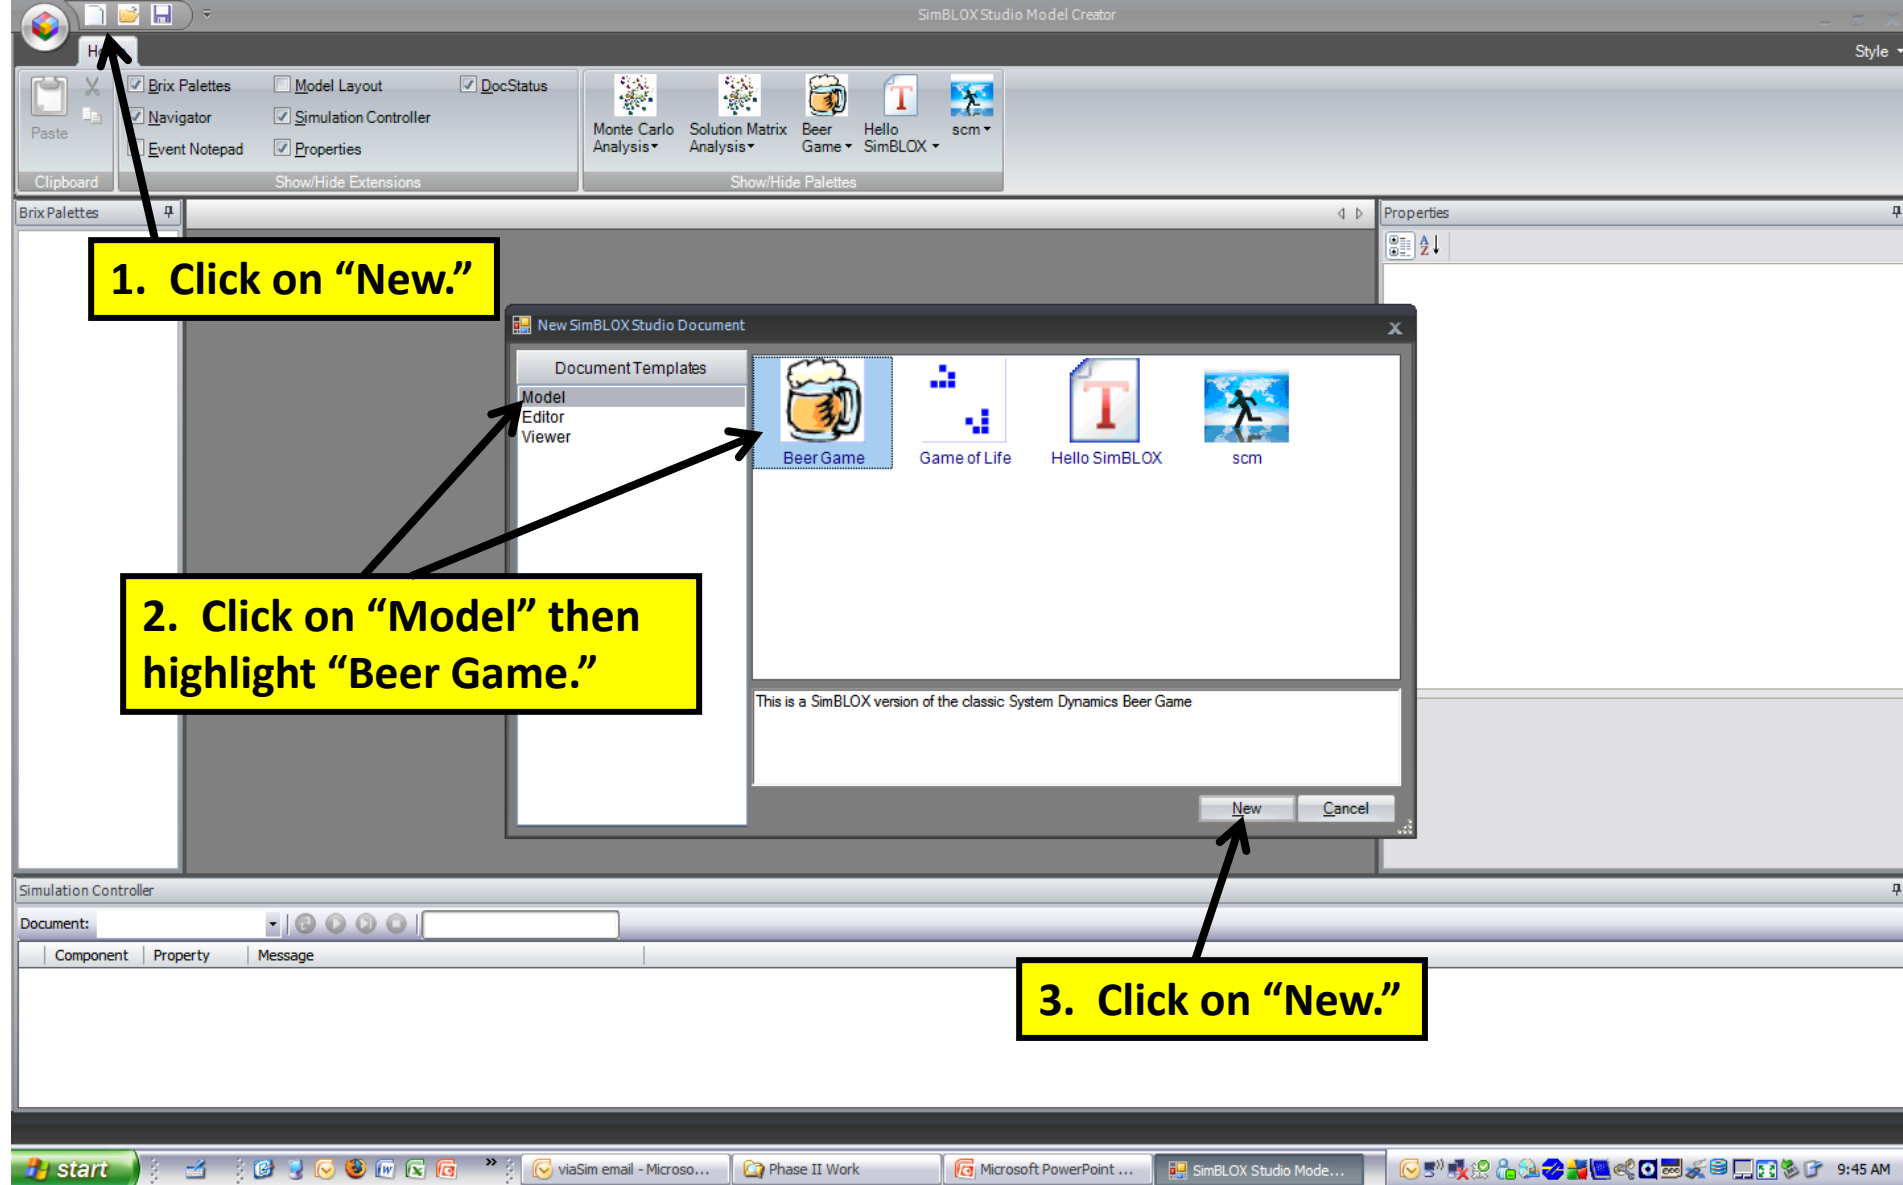 SimBLOX Studio Model Creator
Style
Paste
Brix Palettes
Navigator
Event Notepad
Model Layout
Simulation Controller
Properties
DocStatus
Monte Carlo
Analysis
Solution Matrix
Analysis
Beer
Game
Hello
SimBLOX
scm
Clipboard
Show/Hide Extensions
Show/Hide Palettes
Brix Palettes
Properties
1. Click on “New.”
New SimBLOX Studio Document
x
Document Templates
Model
Editor
Viewer
Beer Game
Game of Life
Hello SimBLOX
scm
2. Click on “Model” then
highlight “Beer Game.”
This is a SimBLOX version of the classic System Dynamics Beer Game
New
Cancel
Simulation Controller
Document:
Component
Property
Message
3. Click on “New.”
start
viaSim email - Microso...
Phase II Work
Microsoft PowerPoint ...
SimBLOX Studio Mode...
9:45 AM